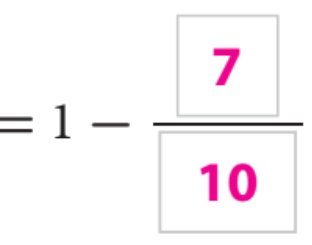 = 1 - 7/10